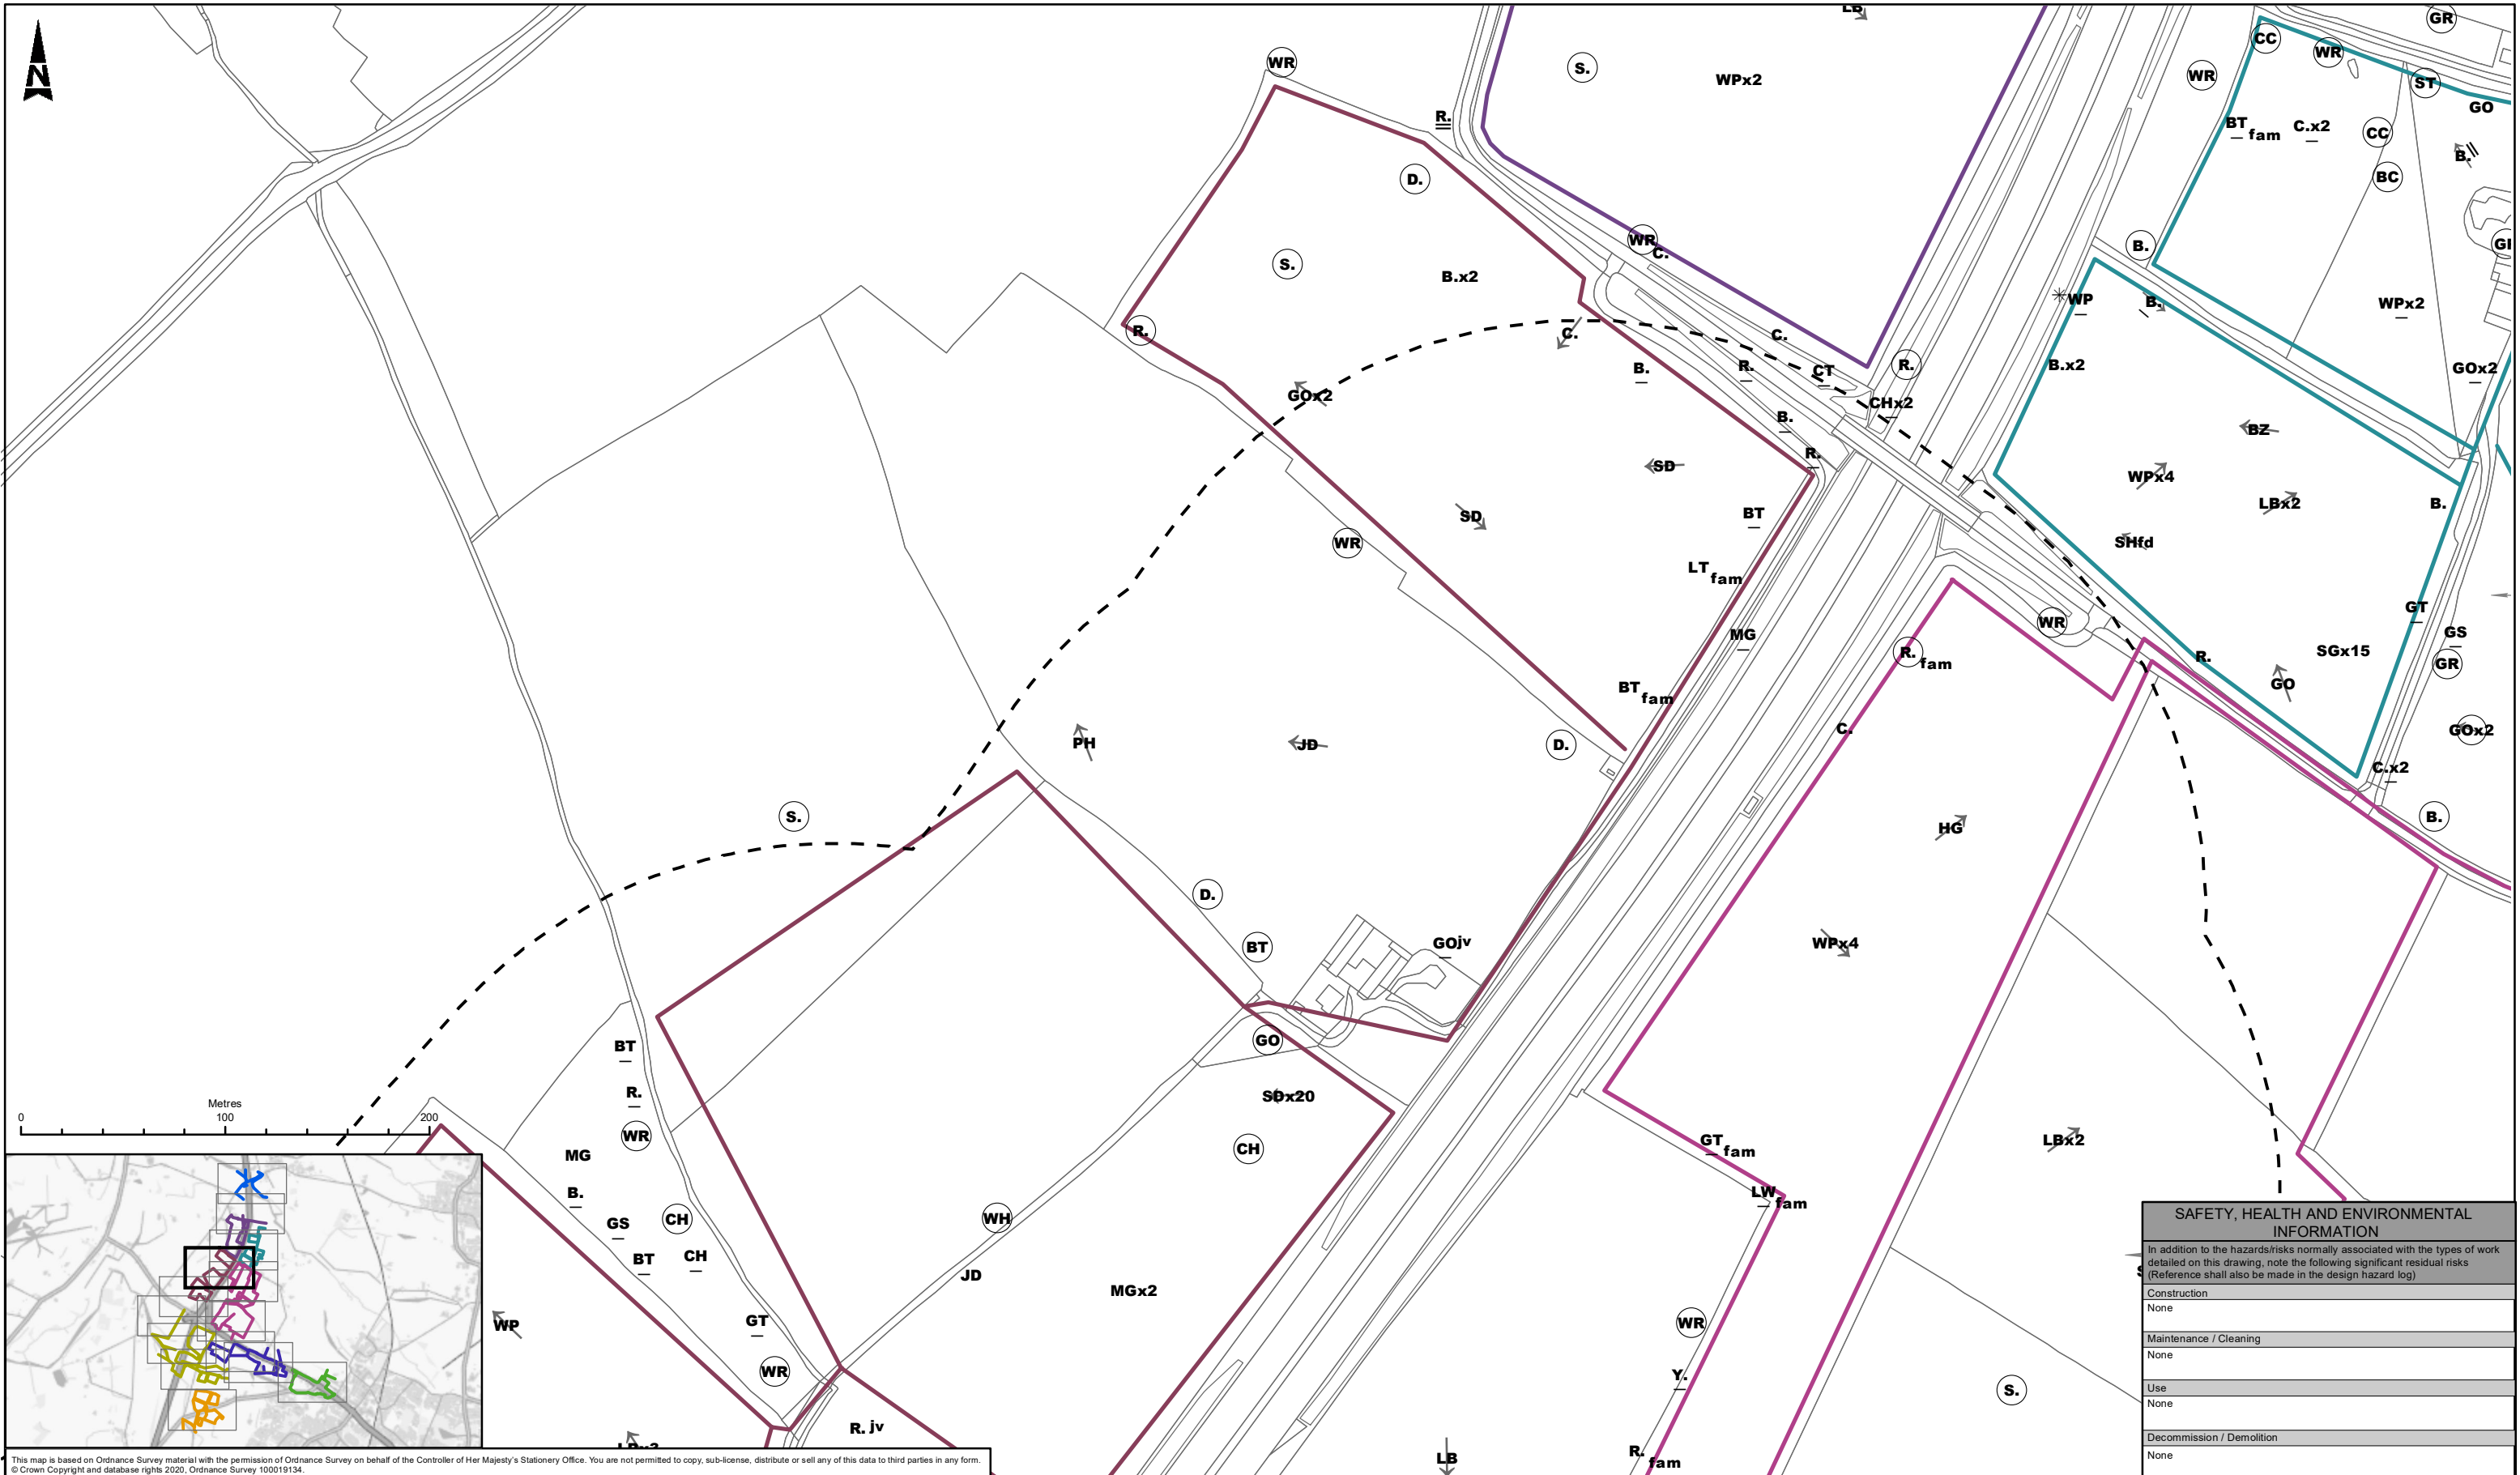 N
LB
GR
CC
WR
WR
S.
WPx2
WR
ST
GO
R.
BT fam
C.x2
CC
B.
D.
BC
WR
C.
B.
S.
B.x2
WP
B.
WPx2
R.
C.
C.
GOx2
B.
R.
CT
R.
B.x2
GOx2
CHx2
B.
BZ
R.
SD
WPx4
SD
BT
LBx2
B.
WR
SHfd
LT fam
GT
WR
MG
GS
R. fam
R.
SGx15
GR
BT fam
GO
C.
GOx2
PH
JD
D.
C.x2
S.
HG
B.
D.
BT
GOjv
WPx4
BT
GO
R.
SDx20
WR
CH
GT fam
LBx2
MG
B.
LW fam
GS
CH
WH
BT
CH
JD
MGx2
GT
WR
WP
WR
Y.
S.
R. jv
R. fam
LB
Metres
0 100 200
SAFETY, HEALTH AND ENVIRONMENTAL
INFORMATION
In addition to the hazards/risks normally associated with the types of work
detailed on this drawing, note the following significant residual risks
(Reference shall also be made in the design hazard log)
Construction
None
Maintenance / Cleaning
None
Use
None
Decommission / Demolition
None
This map is based on Ordnance Survey material with the permission of Ordnance Survey on behalf of the Controller of Her Majesty's Stationery Office. You are not permitted to copy, sub-license, distribute or sell any of this data to third parties in any form.
© Crown Copyright and database rights 2020, Ordnance Survey 100019134.